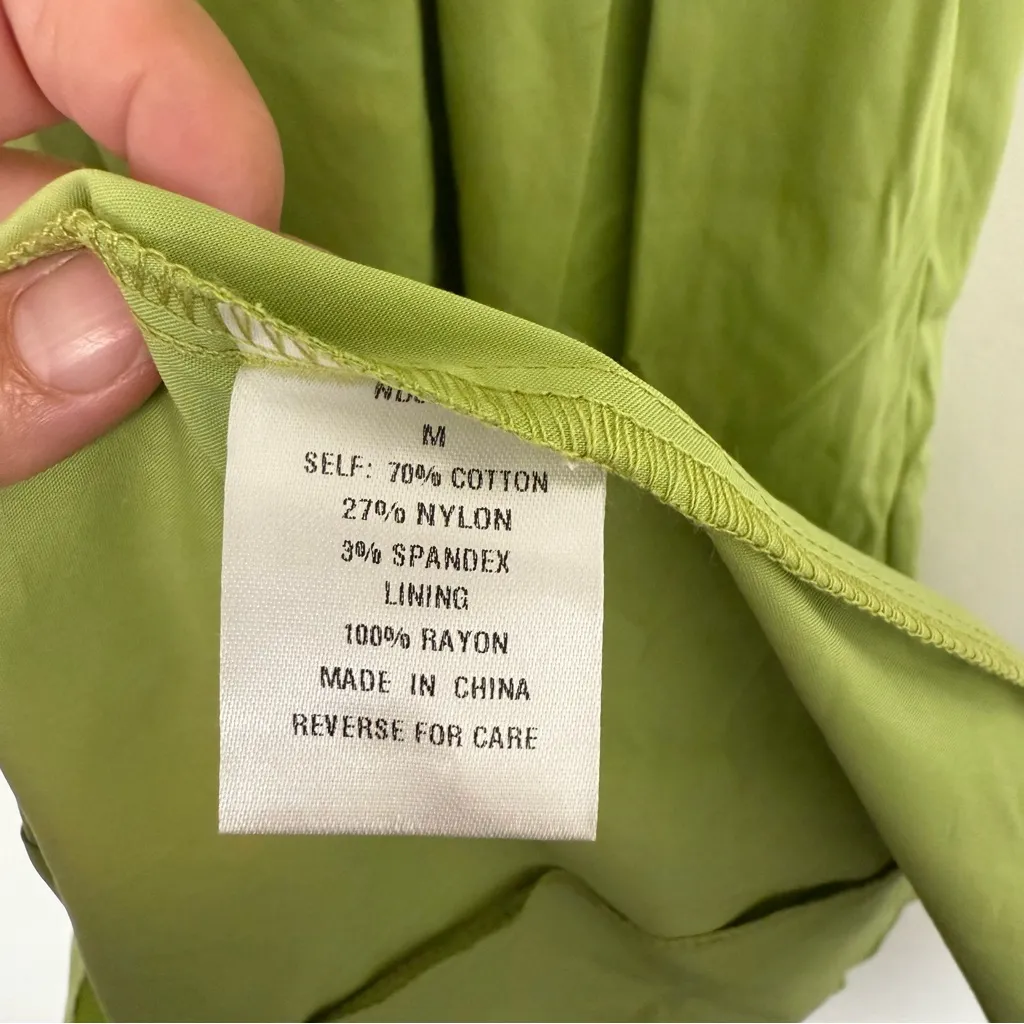 M
SELF: 70% COTTON
27% NYLON
3% SPANDEX
LINING
100% RAYON
MADE IN CHINA
REVERSE FOR CARE